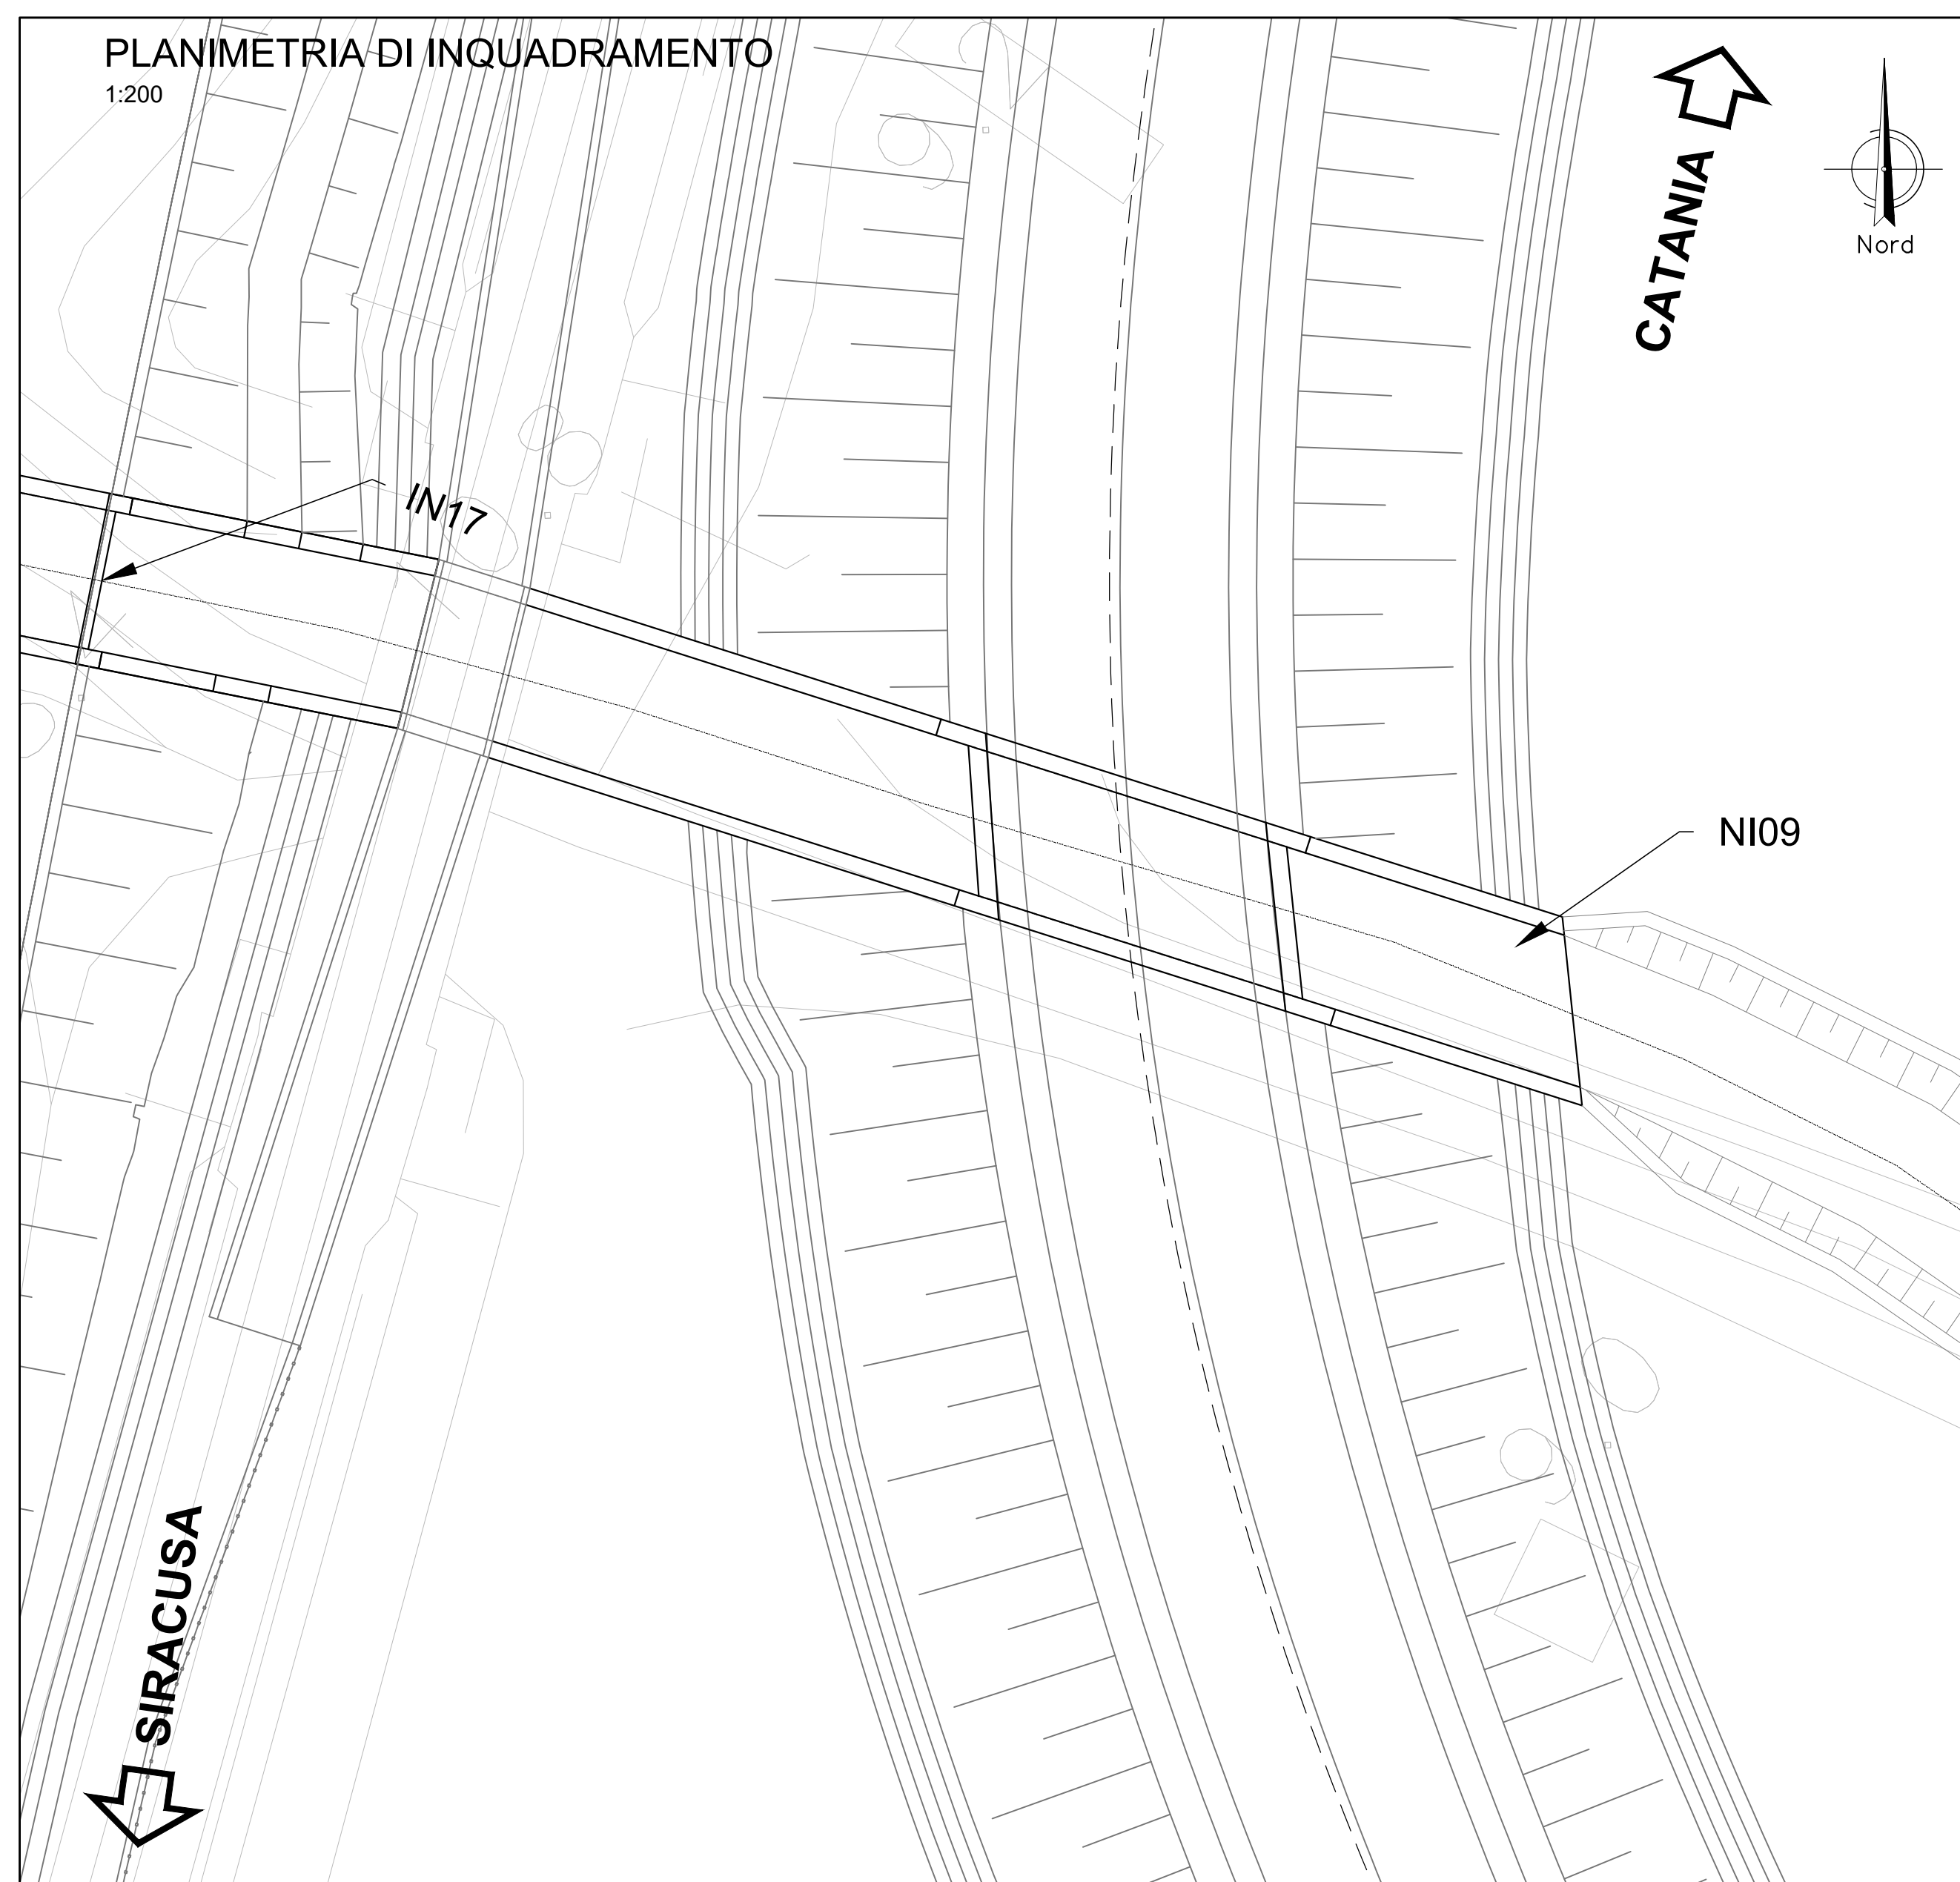 PLANIMETRIA DI INQUADRAMENTO
1:200
CATANIA
Nord
IN17
NI09
SIRACUSA